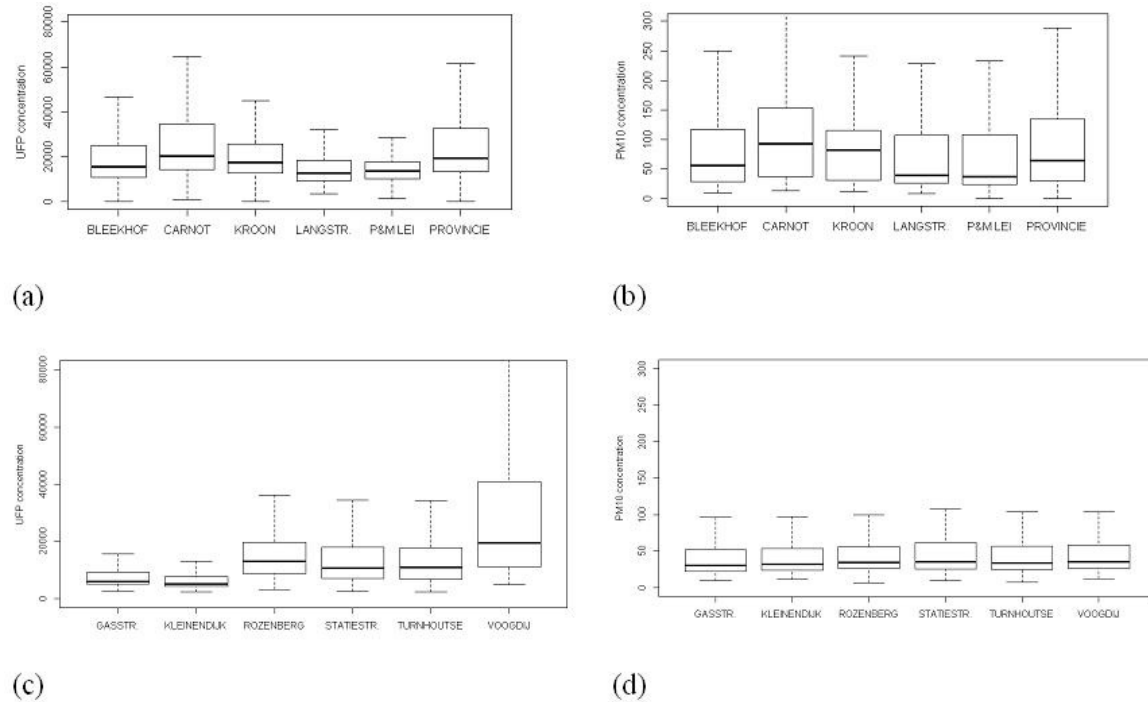 80000
60000
40000
20000
0
UFP concentration
BLEEKHOF CARNOT KROON LANGSTR. P&M LEI PROVINCIE
(a)
300
250
200
150
100
50
0
PM10 concentration
BLEEKHOF CARNOT KROON LANGSTR. P&M LEI PROVINCIE
(b)
80000
60000
40000
20000
0
UFP concentration
GASSTR. KLEINENDIJK ROZENBERG STATIESTR. TURNHOUTSE VOOGDIJ
(c)
300
250
200
150
100
50
0
PM10 concentration
GASSTR. KLEINENDIJK ROZENBERG STATIESTR. TURNHOUTSE VOOGDIJ
(d)